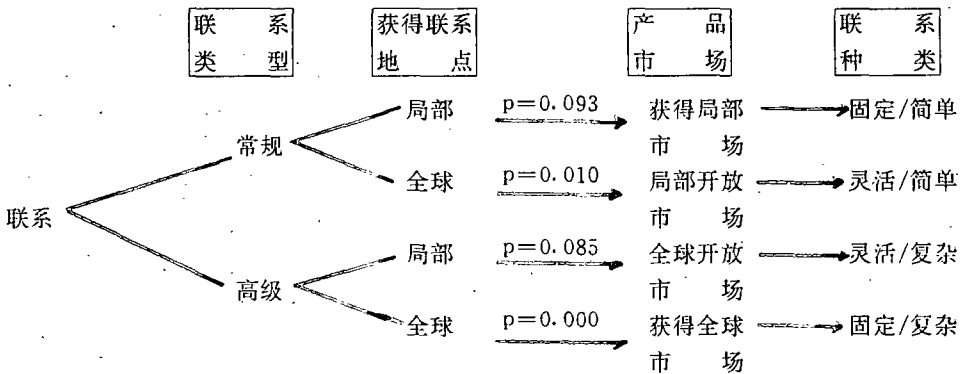 联 系 获得联系 产 品 联 系
类 型 地 点 市 场 种 类
局部 p=0.093 获得局部 固定/简单
常规 市 场
全球 p=0.010 局部开放 灵活/简单
联系 市 场
局部 p=0.085 全球开放 灵活/复杂
高级 市 场
全球 p=0.000 获得全球 固定/复杂
市 场